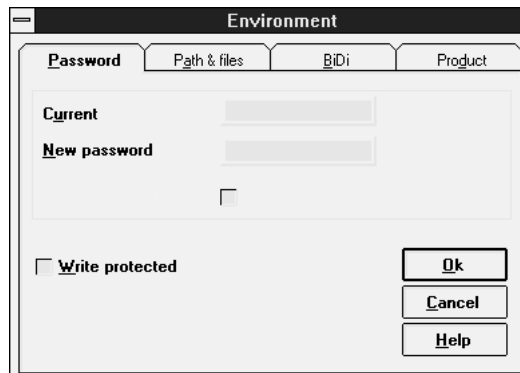 Environment
Password Path & files BiDi Product
Current
New password
Write protected
Ok
Cancel
Help